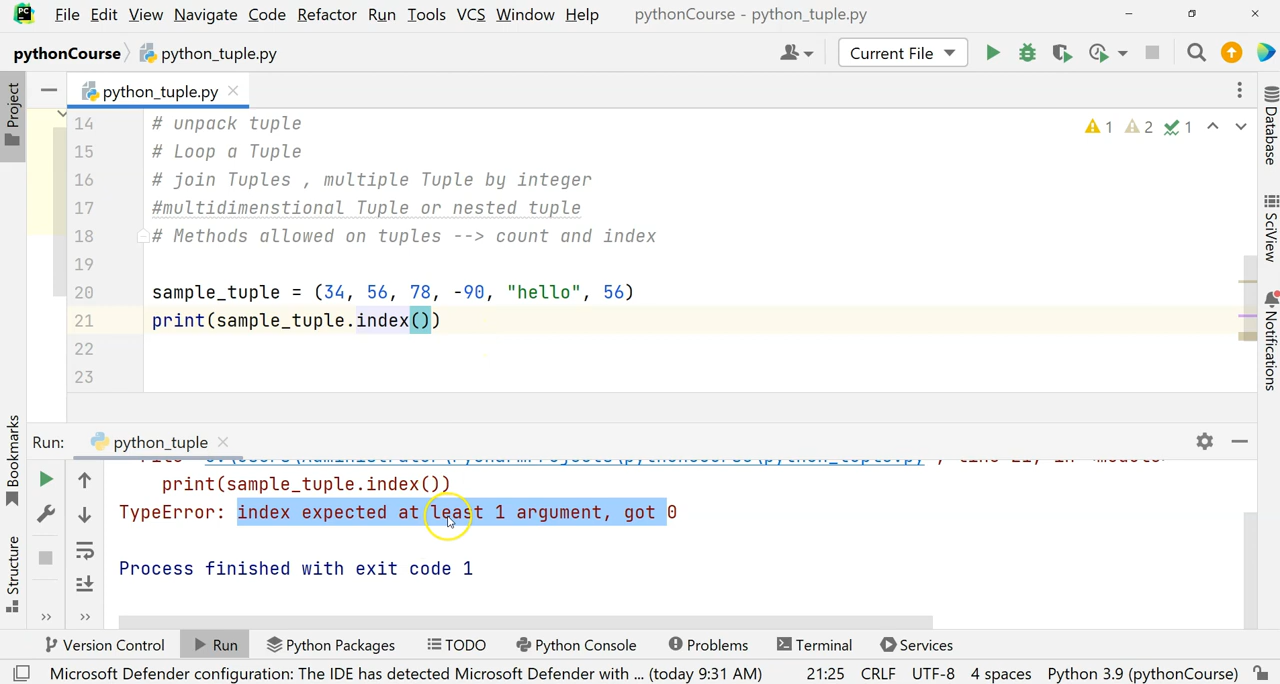 PC File Edit View Navigate Code Refactor Run Tools VCS Window Help pythonCourse - python_tuple.py
pythonCourse python_tuple.py Current File
Project
python_tuple.py
14 # unpack tuple
15 # Loop a Tuple
16 # join Tuples , multiple Tuple by integer
17 #multidimenstional Tuple or nested tuple
18 # Methods allowed on tuples --> count and index
19
20 sample_tuple = (34, 56, 78, -90, "hello", 56)
21 print(sample_tuple.index())
22
23
1 2 1
Database
SciView
Notifications
Bookmarks
Structure
Run: python_tuple
print(sample_tuple.index())
TypeError: index expected at least 1 argument, got 0
Process finished with exit code 1
Version Control Run Python Packages TODO Python Console Problems Terminal Services
Microsoft Defender configuration: The IDE has detected Microsoft Defender with ... (today 9:31 AM) 21:25 CRLF UTF-8 4 spaces Python 3.9 (pythonCourse)